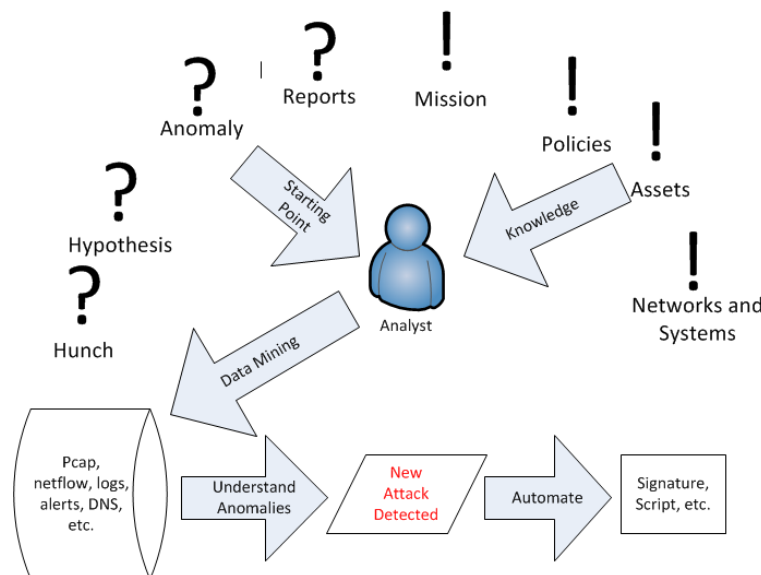 ?
Anomaly
?
Reports
!
Mission
!
Policies
!
Assets
?
Hypothesis
?
Hunch
Starting
Point
Knowledge
!
Networks and
Systems
Analyst
Data Mining
Pcap,
netflow, logs,
alerts, DNS,
etc.
Understand
Anomalies
New
Attack
Detected
Automate
Signature,
Script, etc.